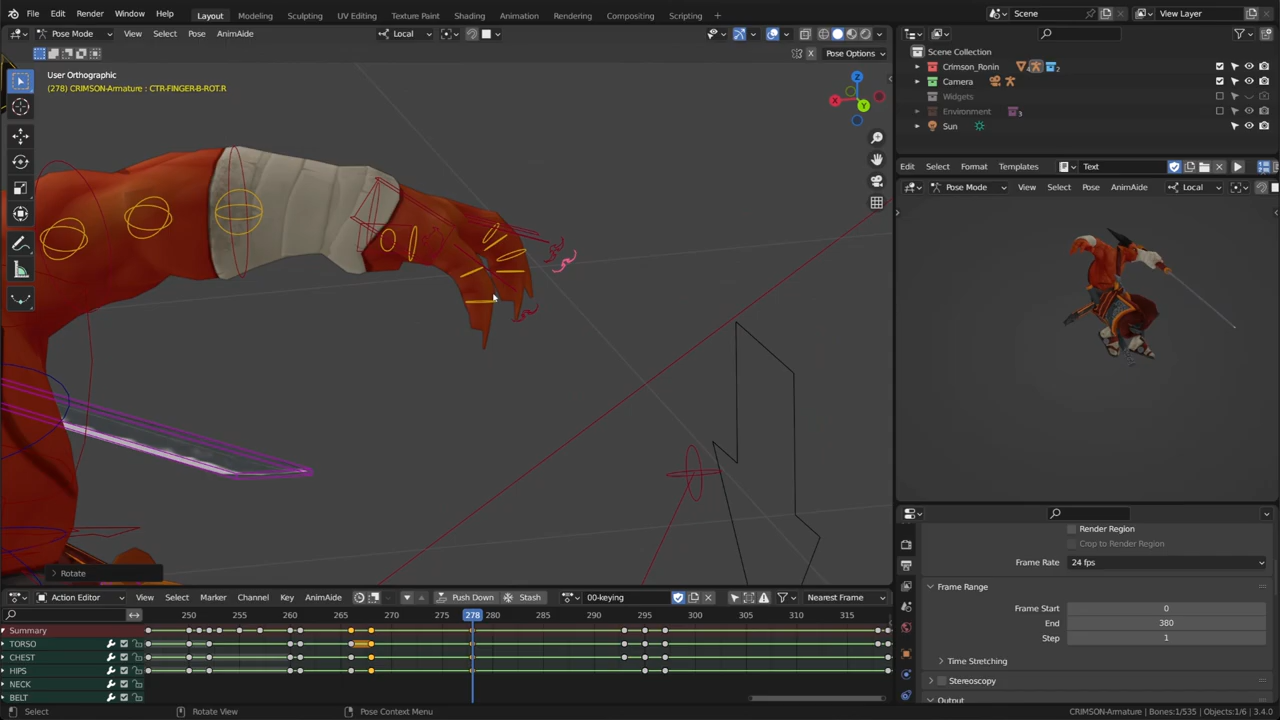 File Edit Render Window Help Layout Modeling Sculpting UV Editing Texture Paint Shading Animation Rendering Compositing Scripting Scene View Layer
Pose Mode View Select Pose AnimAide Local
Pose Options
User Orthographic
(278) CRIMSON-Armature : CTR-FINGER-B-ROT.R
Z
X
Y
Rotate
Scene Collection
Crimson_Ronin
Camera
Widgets
Environment
Sun
Edit Select Format Templates Text
Pose Mode View Select Pose AnimAide Local
Render Region
Crop to Render Region
Frame Rate 24 fps
Frame Range
Frame Start 0
End 380
Step 1
Time Stretching
Stereoscopy
Output
Action Editor View Select Marker Channel Key AnimAide Push Down Stash 00-keying Nearest Frame
250 255 260 265 270 278 280 285 290 295 300 305 310 315
Summary
TORSO
CHEST
HIPS
NECK
BELT
Select Rotate View Pose Context Menu CRIMSON-Armature | Bones:1/535 | Objects:1/6 | 3.4.0